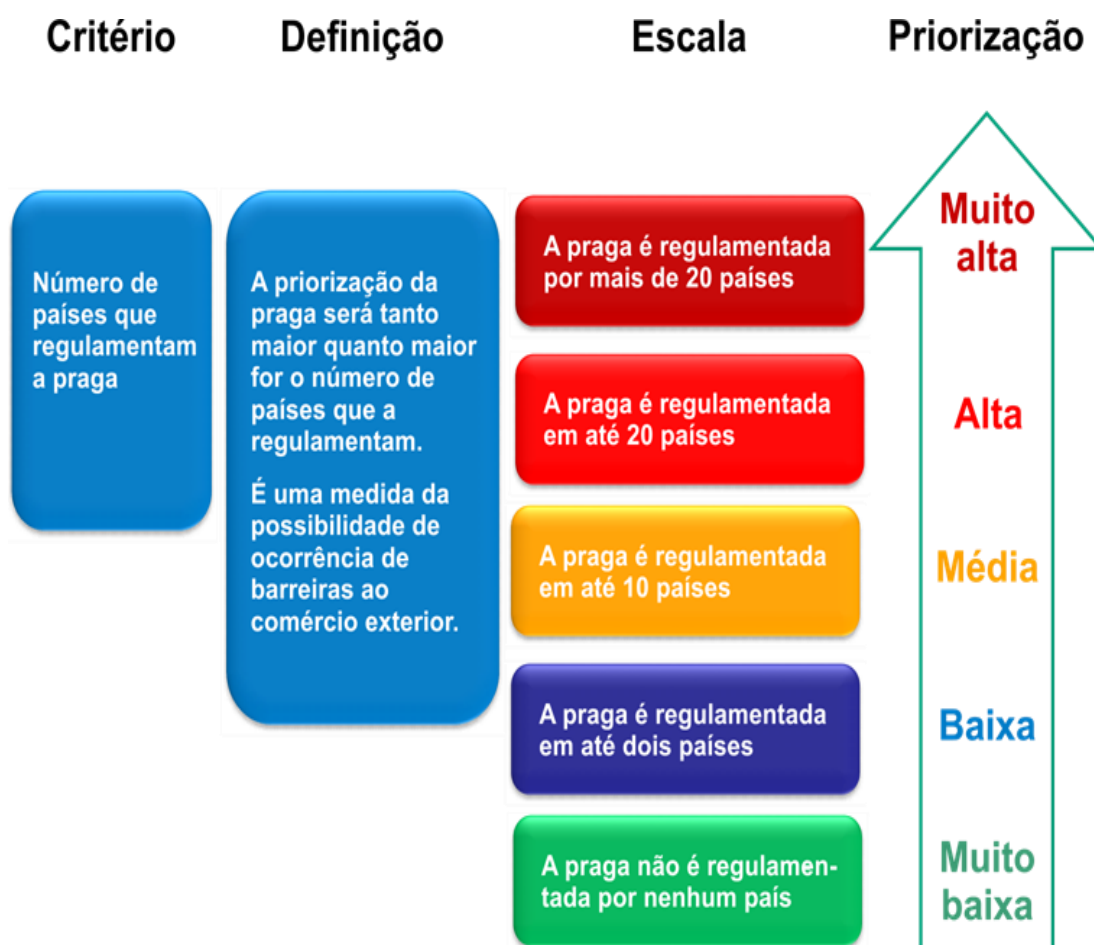 Critério
Definição
Escala
Priorização
Número de
países que
regulamentam
a praga
A priorização da
praga será tanto
maior quanto maior
for o número de
países que a
regulamentam.
É uma medida da
possibilidade de
ocorrência de
barreiras ao
comércio exterior.
A praga é regulamentada
por mais de 20 países
Muito
alta
A praga é regulamentada
em até 20 países
Alta
A praga é regulamentada
em até 10 países
Média
A praga é regulamentada
em até dois países
Baixa
A praga não é regulamen-
tada por nenhum país
Muito
baixa